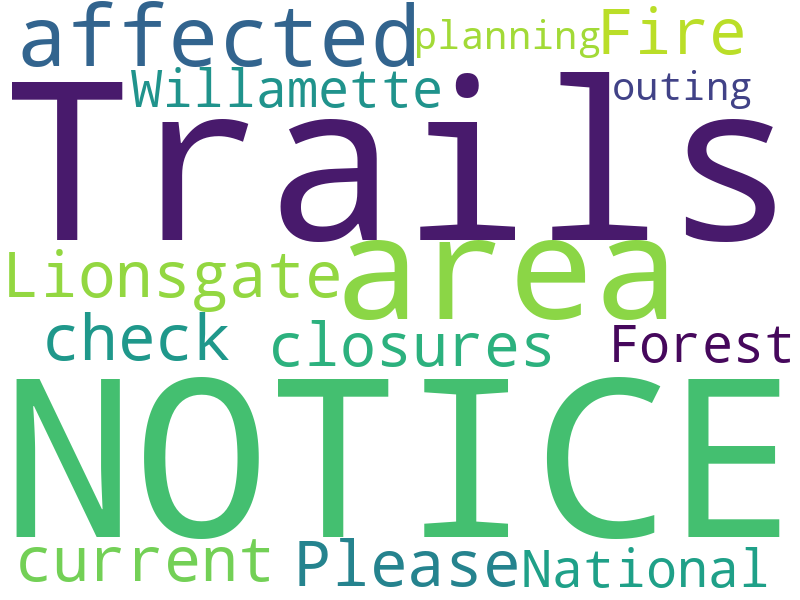 affected planning Fire
Willamette outing
Trails
Lionsgate area
check closures Forest
NOTICE
current Please National